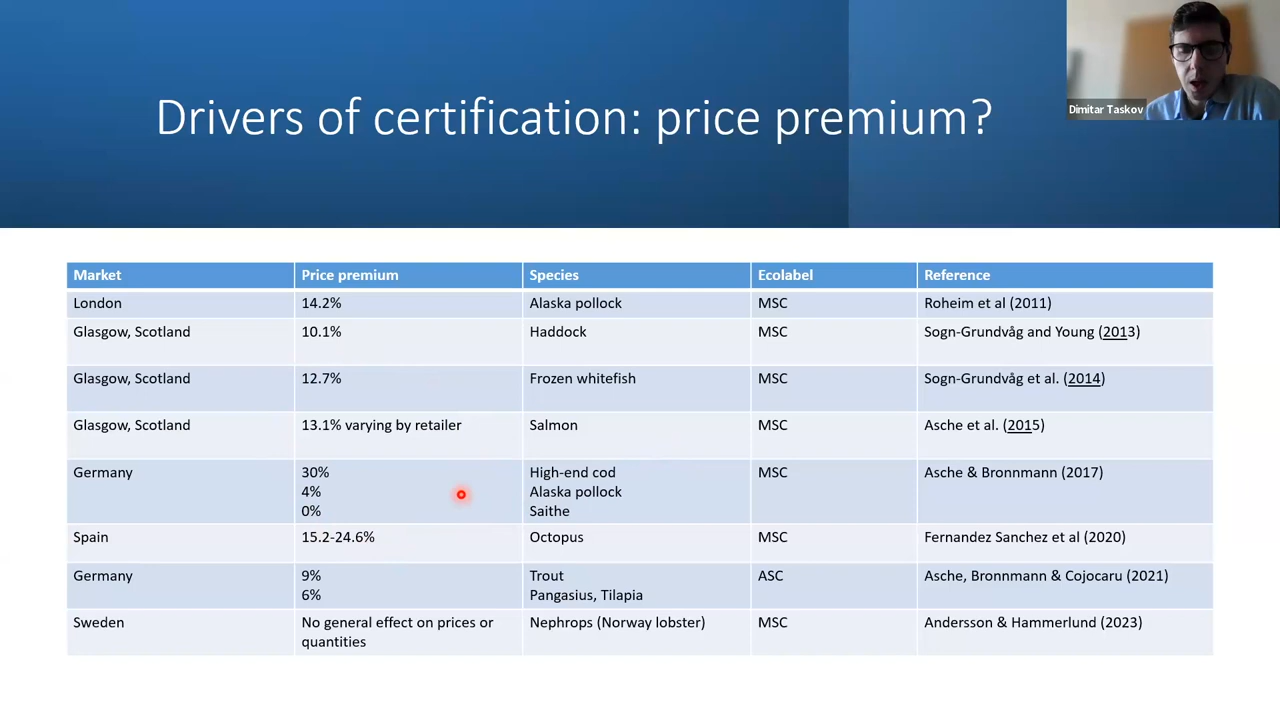 Drivers of certification: price premium?
Dimitar Taskov
Market Price premium Species Ecolabel Reference
London 14.2% Alaska pollock MSC Roheim et al (2011)
Glasgow, Scotland 10.1% Haddock MSC Sogn-Grundvåg and Young (2013)
Glasgow, Scotland 12.7% Frozen whitefish MSC Sogn-Grundvåg et al. (2014)
Glasgow, Scotland 13.1% varying by retailer Salmon MSC Asche et al. (2015)
Germany 30% High-end cod MSC Asche & Bronnmann (2017)
4% Alaska pollock
0% Saithe
Spain 15.2-24.6% Octopus MSC Fernandez Sanchez et al (2020)
Germany 9% Trout ASC Asche, Bronnmann & Cojocaru (2021)
6% Pangasius, Tilapia
Sweden No general effect on prices or Nephrops (Norway lobster) MSC Andersson & Hammerlund (2023)
quantities